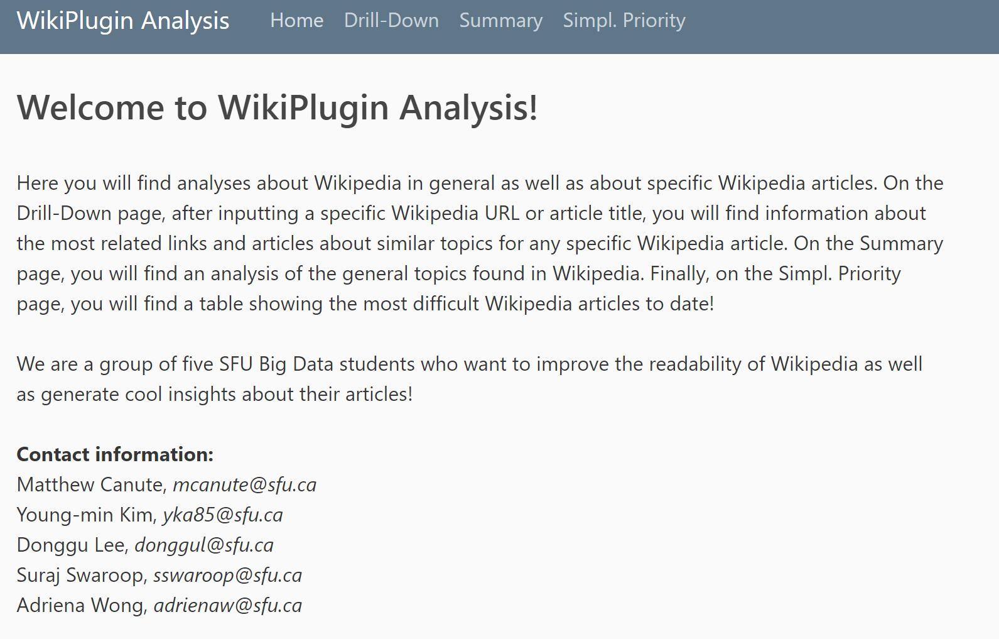 WikiPlugin Analysis Home Drill-Down Summary Simpl. Priority
Welcome to WikiPlugin Analysis!
Here you will find analyses about Wikipedia in general as well as about specific Wikipedia articles. On the
Drill-Down page, after inputting a specific Wikipedia URL or article title, you will find information about
the most related links and articles about similar topics for any specific Wikipedia article. On the Summary
page, you will find an analysis of the general topics found in Wikipedia. Finally, on the Simpl. Priority
page, you will find a table showing the most difficult Wikipedia articles to date!
We are a group of five SFU Big Data students who want to improve the readability of Wikipedia as well
as generate cool insights about their articles!
Contact information:
Matthew Canute, mcanute@sfu.ca
Young-min Kim, yka85@sfu.ca
Donggu Lee, donggul@sfu.ca
Suraj Swaroop, sswaroop@sfu.ca
Adriena Wong, adrienaw@sfu.ca